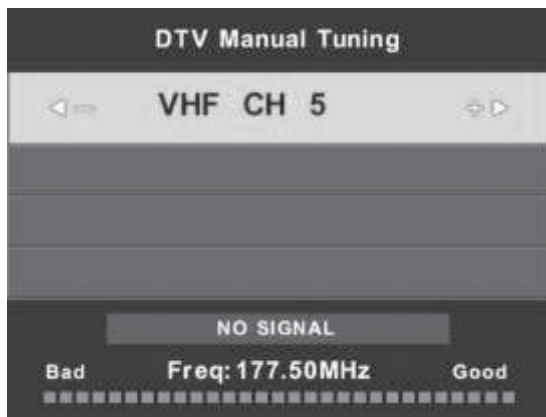 DTV Manual Tuning
VHF CH 5
NO SIGNAL
Bad Freq:177.50MHz Good